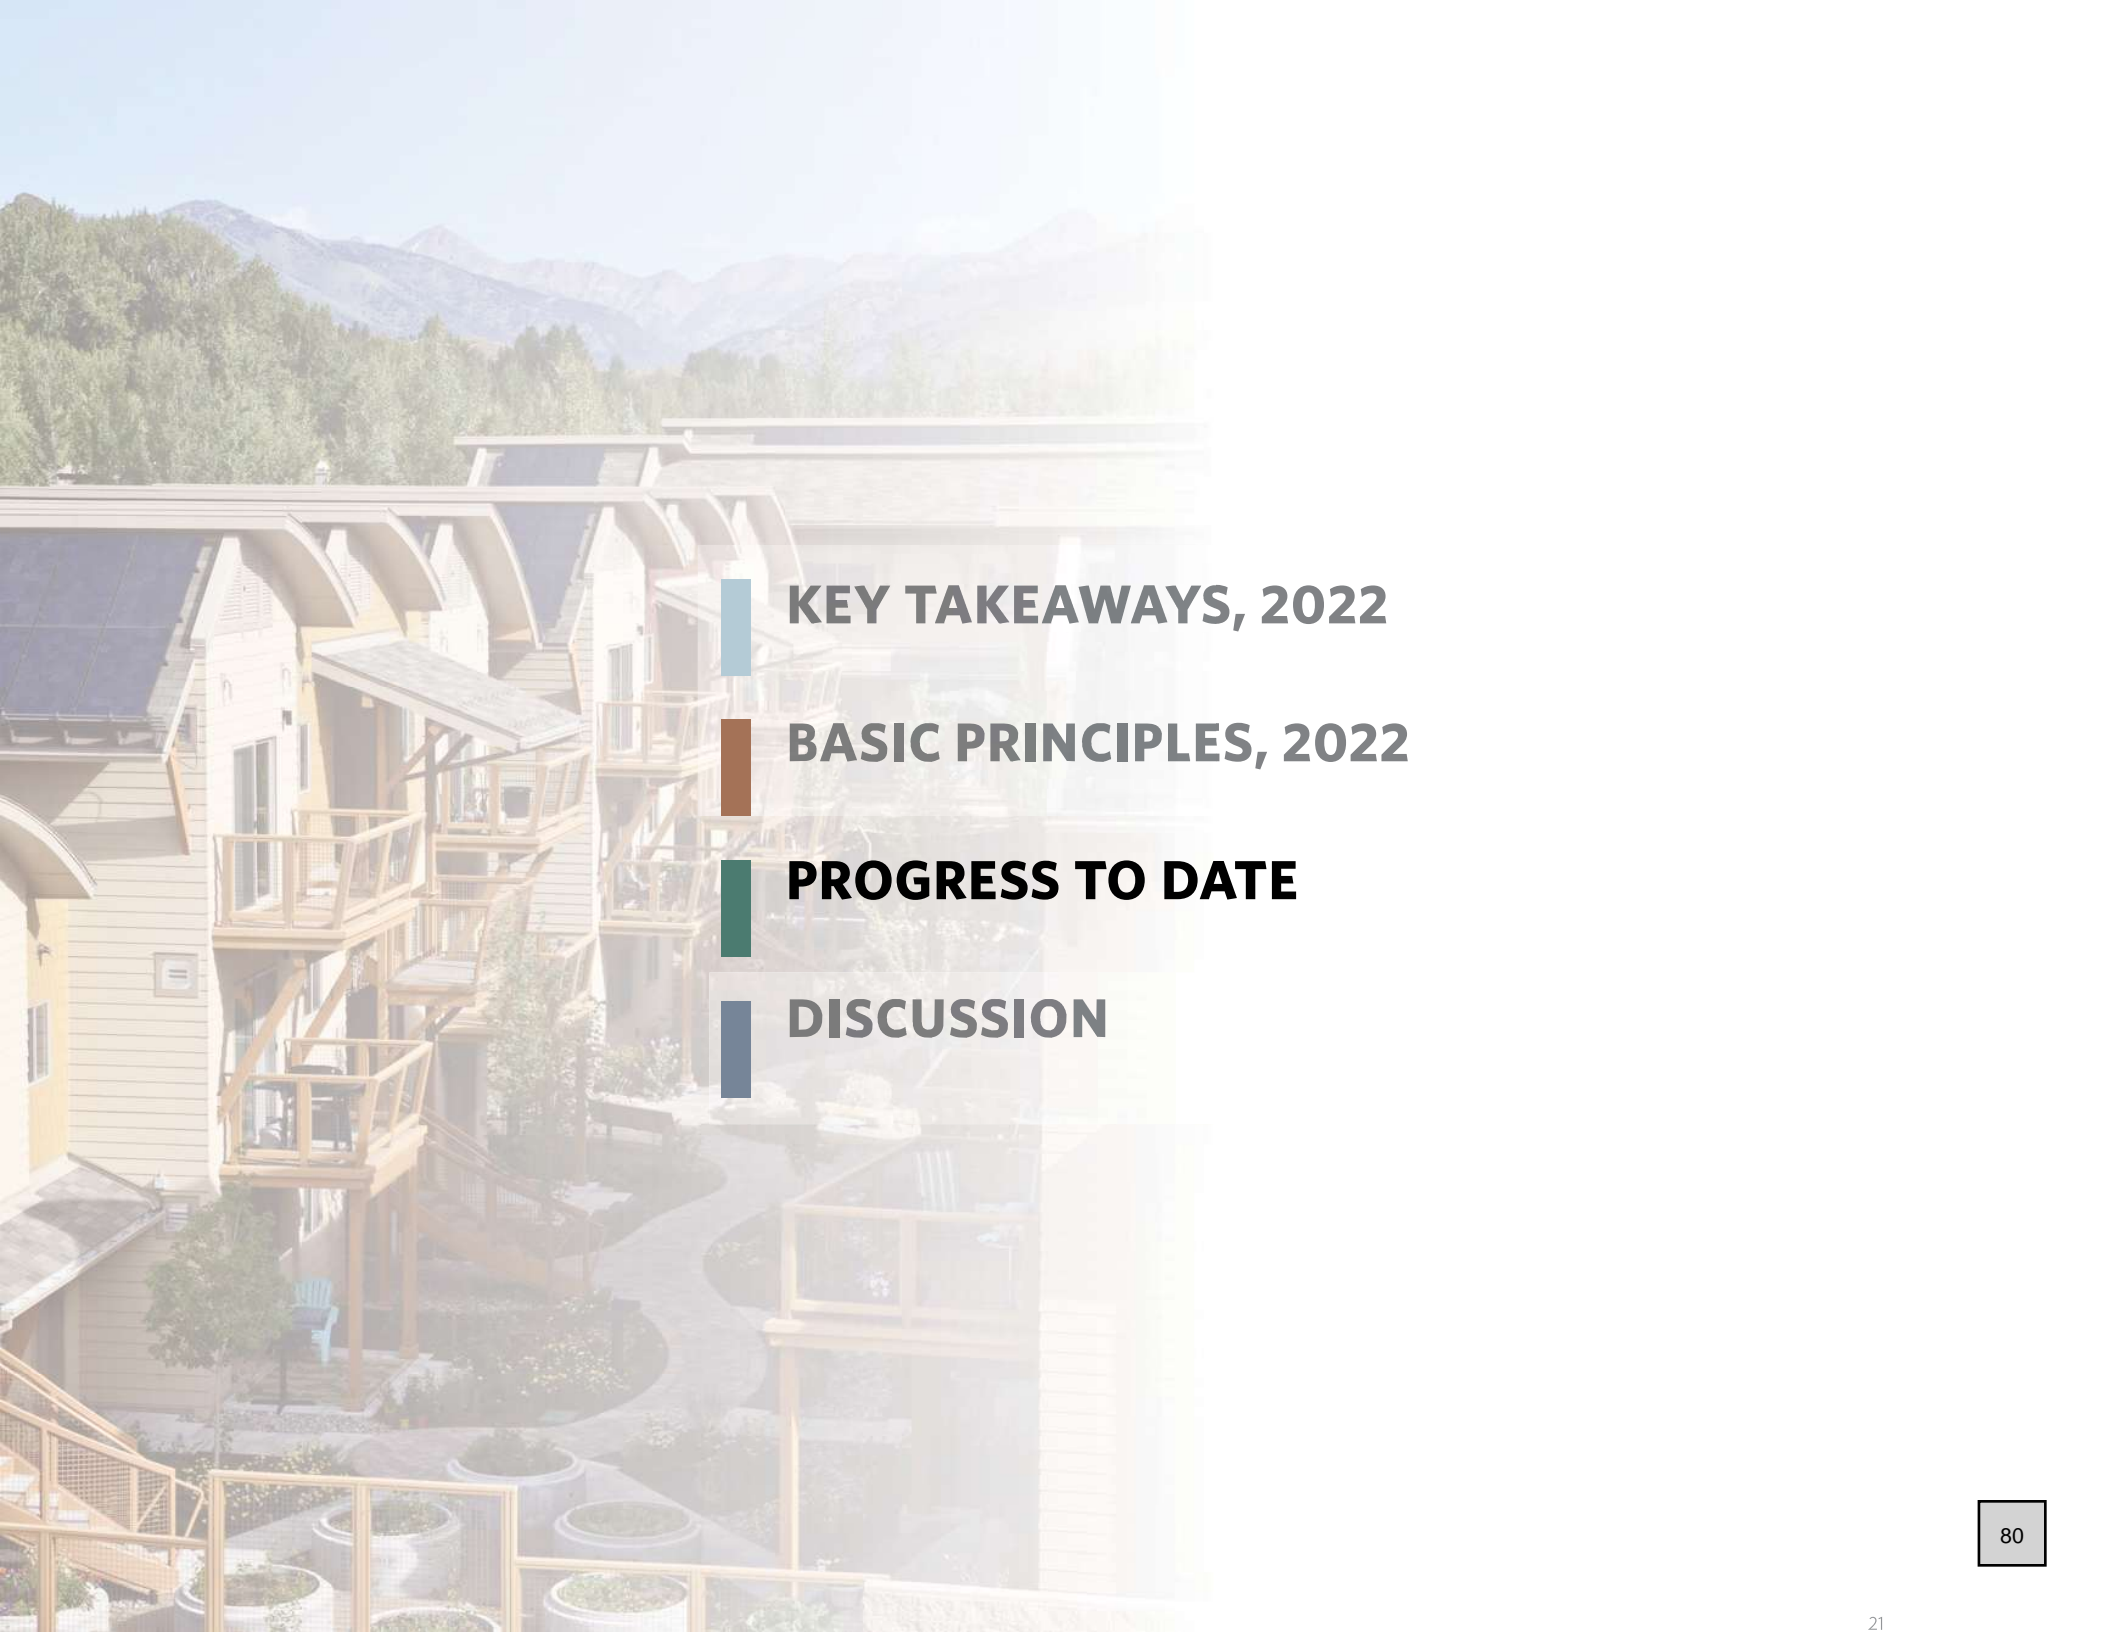 KEY TAKEAWAYS, 2022
BASIC PRINCIPLES, 2022
PROGRESS TO DATE
DISCUSSION
80
21